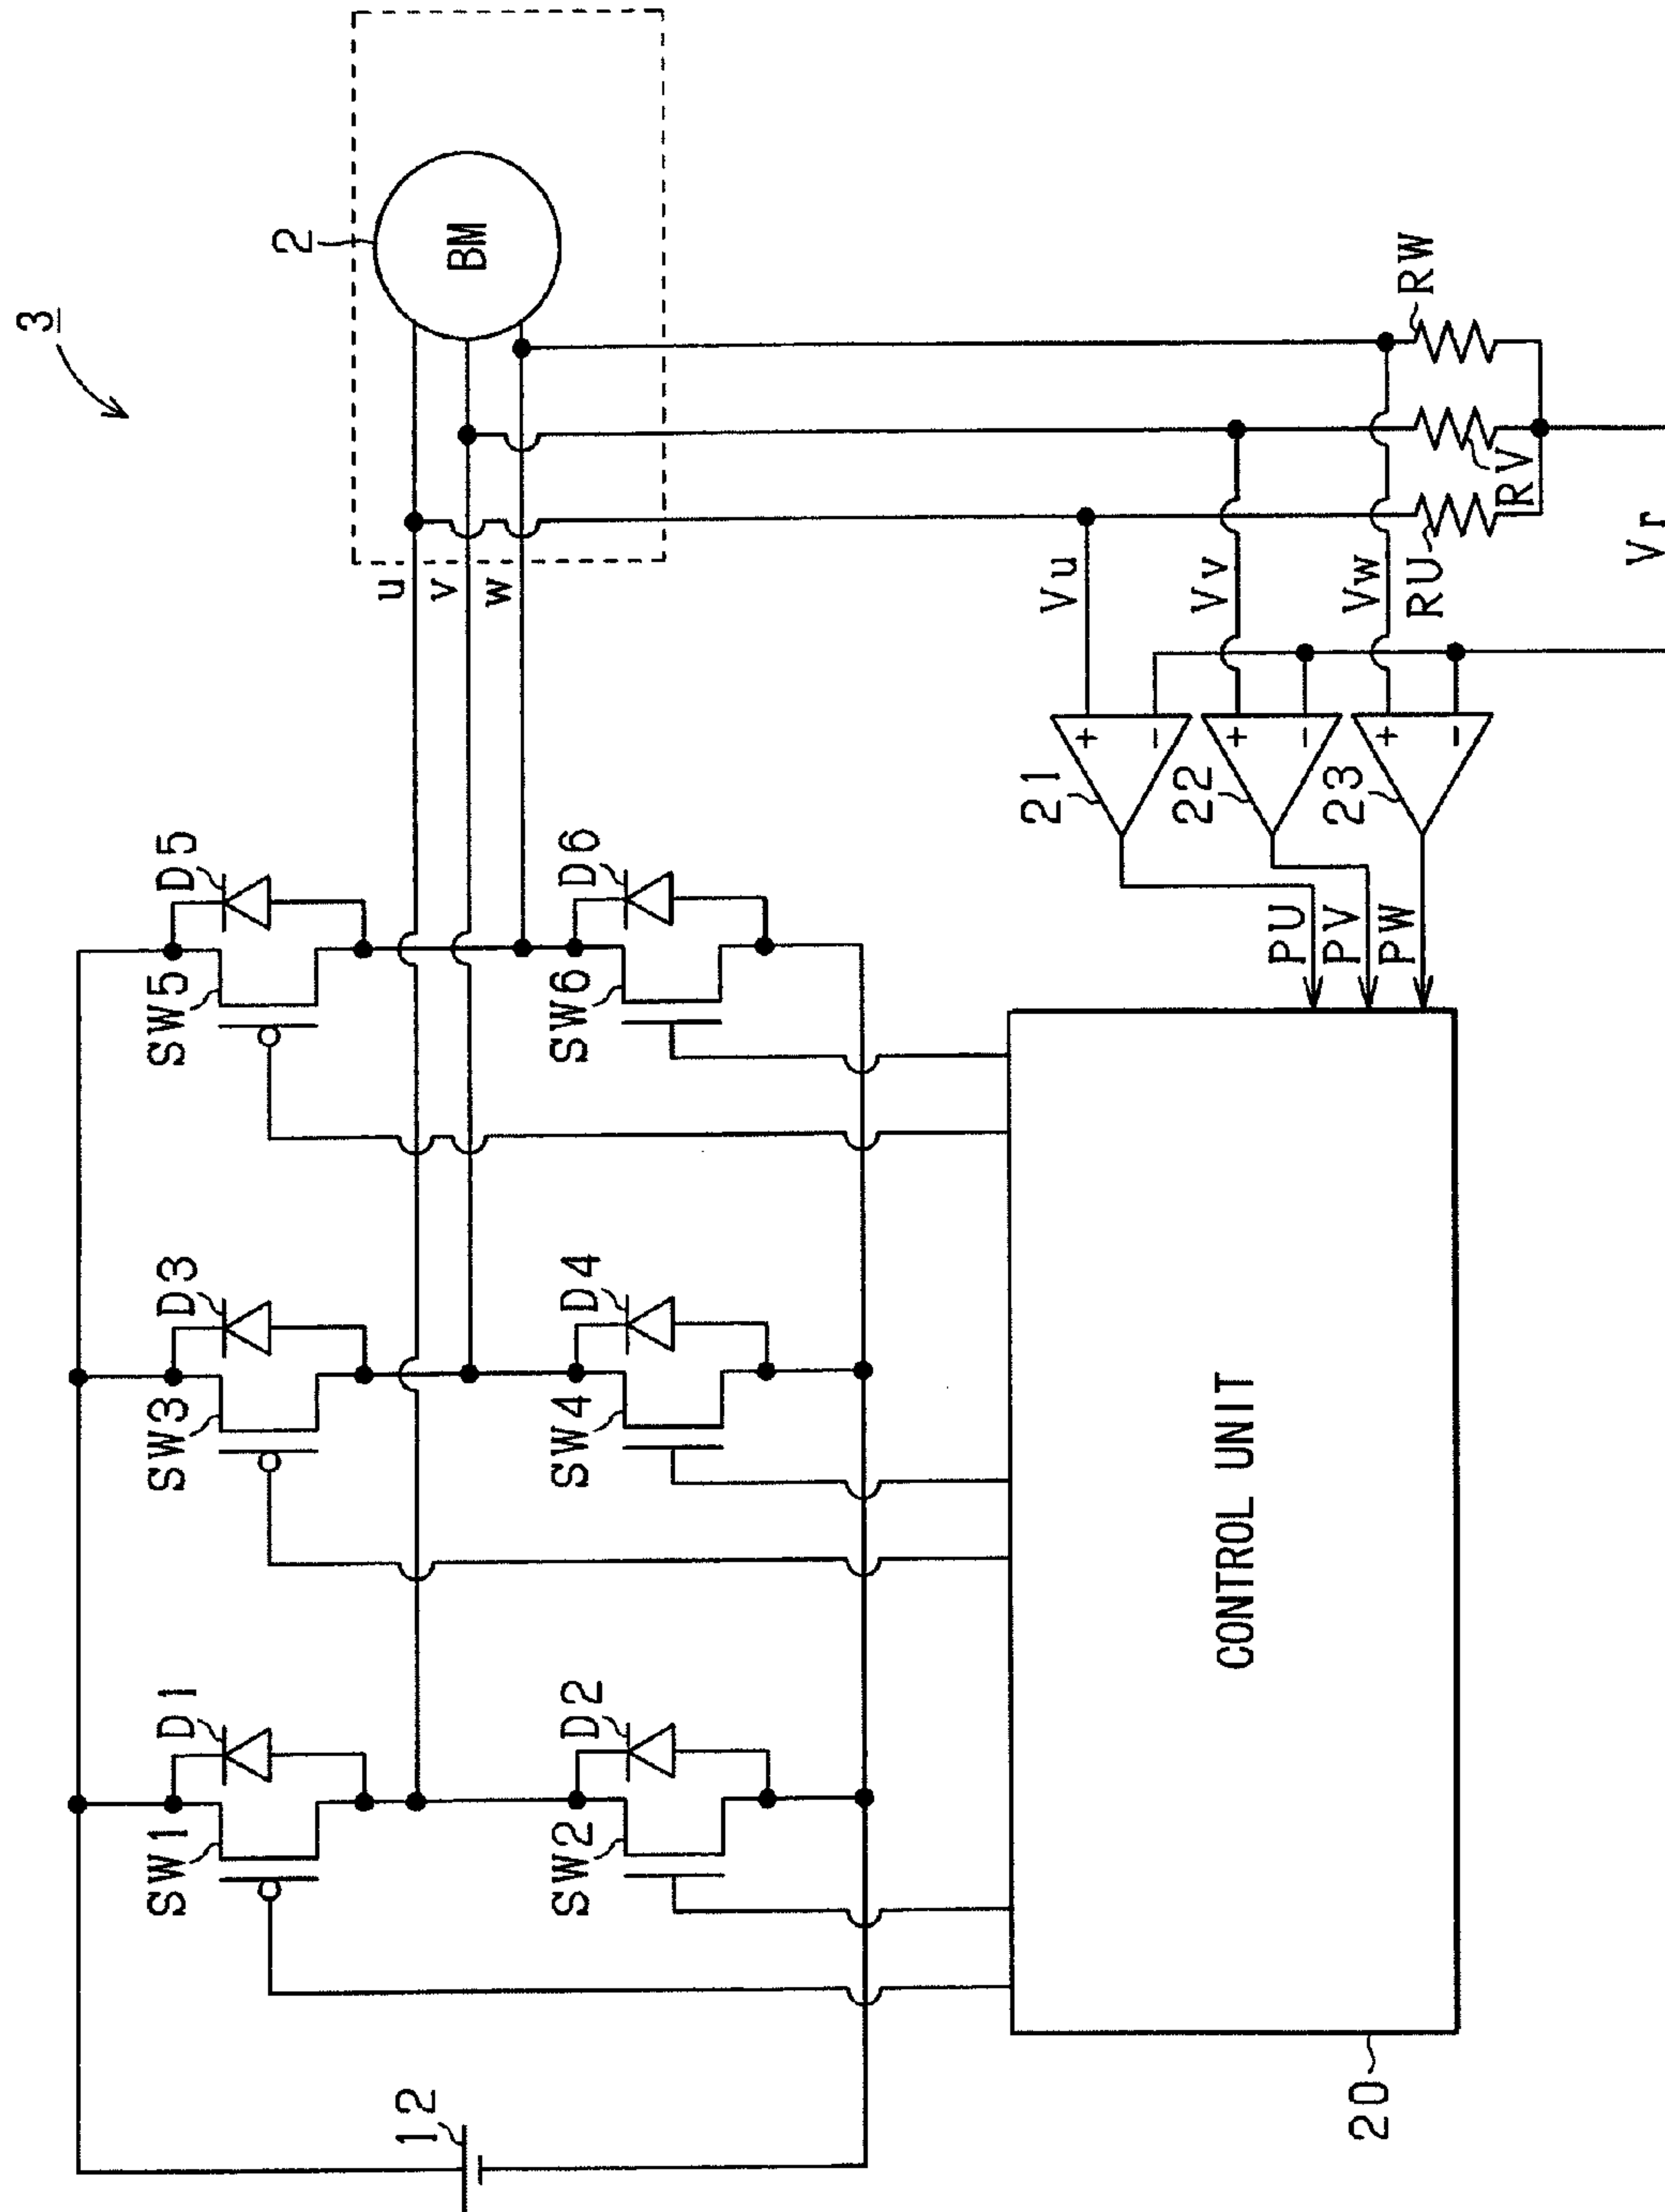 3
2
BM
12
SW1
D1
SW3
D3
SW5
D5
SW2
D2
SW4
D4
SW6
D6
u
v
w
20
CONTROL UNIT
PU
PV
PW
21
22
23
+
−
+
−
+
−
Vu
Vv
Vw
RU
RV
RW
Vr